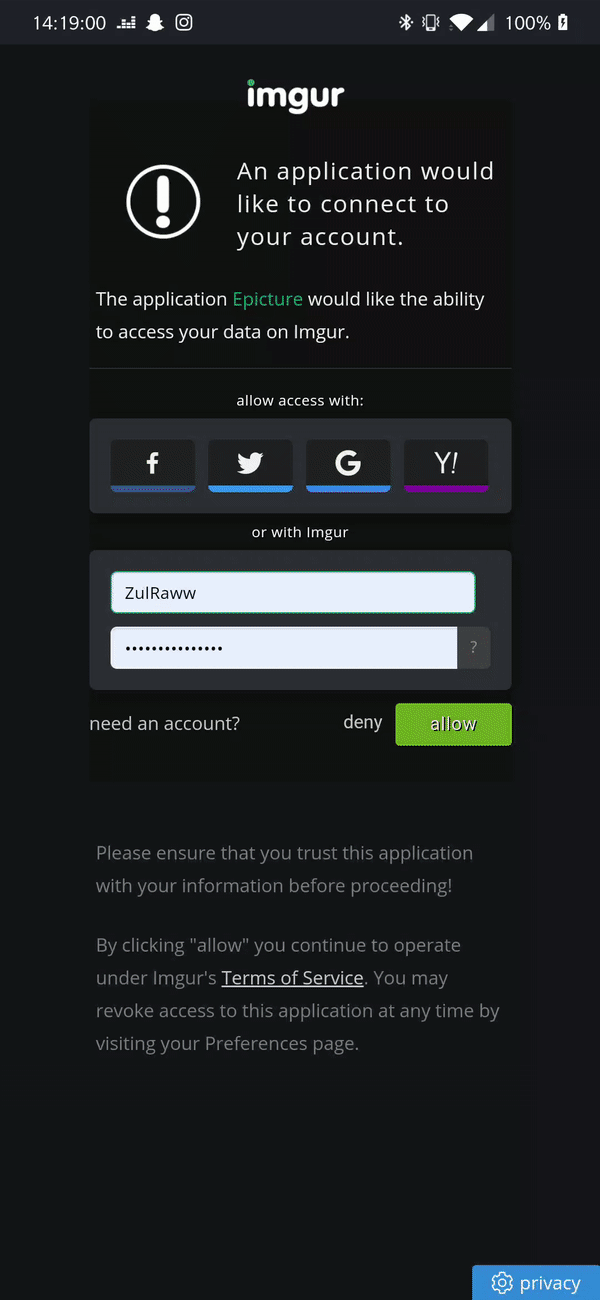 14:19:00 100%
imgur
An application would
like to connect to
your account.
The application Epicture would like the ability
to access your data on Imgur.
allow access with:
f G Y!
or with Imgur
ZulRaww
•••••••••••••••
?
need an account? deny allow
Please ensure that you trust this application
with your information before proceeding!
By clicking "allow" you continue to operate
under Imgur's Terms of Service. You may
revoke access to this application at any time by
visiting your Preferences page.
privacy